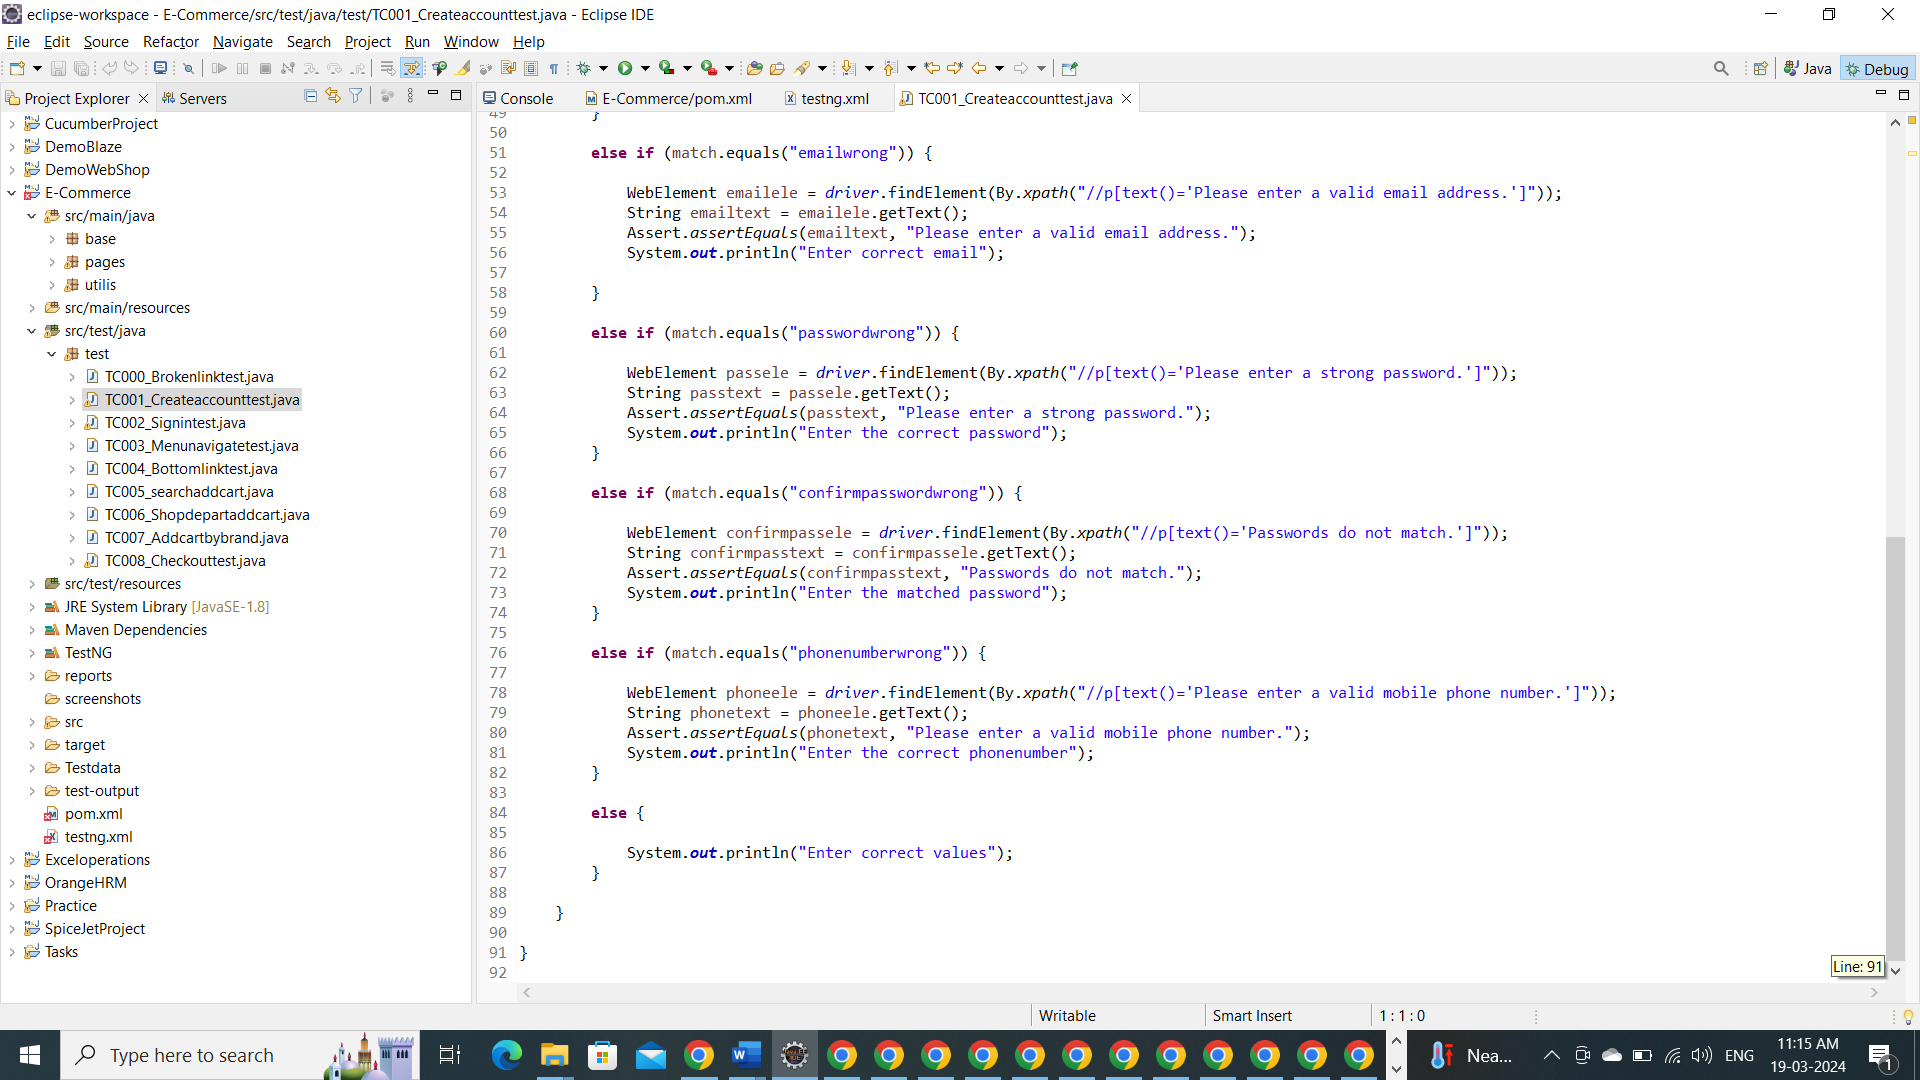 eclipse-workspace - E-Commerce/src/test/java/test/TC001_Createaccounttest.java - Eclipse IDE
File Edit Source Refactor Navigate Search Project Run Window Help
Java Debug
Project Explorer Servers
CucumberProject
DemoBlaze
DemoWebShop
E-Commerce
src/main/java
base
pages
utilis
src/main/resources
src/test/java
test
TC000_Brokenlinktest.java
TC001_Createaccounttest.java
TC002_Signintest.java
TC003_Menunavigatetest.java
TC004_Bottomlinktest.java
TC005_searchaddcart.java
TC006_Shopdepartaddcart.java
TC007_Addcartbybrand.java
TC008_Checkouttest.java
src/test/resources
JRE System Library [JavaSE-1.8]
Maven Dependencies
TestNG
reports
screenshots
src
target
Testdata
test-output
pom.xml
testng.xml
Exceloperations
OrangeHRM
Practice
SpiceJetProject
Tasks
Console E-Commerce/pom.xml testng.xml TC001_Createaccounttest.java
49 }
50
51 else if (match.equals("emailwrong")) {
52
53 WebElement emailele = driver.findElement(By.xpath("//p[text()='Please enter a valid email address.']"));
54 String emailtext = emailele.getText();
55 Assert.assertEquals(emailtext, "Please enter a valid email address.");
56 System.out.println("Enter correct email");
57
58 }
59
60 else if (match.equals("passwordwrong")) {
61
62 WebElement passele = driver.findElement(By.xpath("//p[text()='Please enter a strong password.']"));
63 String passtext = passele.getText();
64 Assert.assertEquals(passtext, "Please enter a strong password.");
65 System.out.println("Enter the correct password");
66 }
67
68 else if (match.equals("confirmpasswordwrong")) {
69
70 WebElement confirmpassele = driver.findElement(By.xpath("//p[text()='Passwords do not match.']"));
71 String confirmpasstext = confirmpassele.getText();
72 Assert.assertEquals(confirmpasstext, "Passwords do not match.");
73 System.out.println("Enter the matched password");
74 }
75
76 else if (match.equals("phonenumberwrong")) {
77
78 WebElement phoneele = driver.findElement(By.xpath("//p[text()='Please enter a valid mobile phone number.']"));
79 String phonetext = phoneele.getText();
80 Assert.assertEquals(phonetext, "Please enter a valid mobile phone number.");
81 System.out.println("Enter the correct phonenumber");
82 }
83
84 else {
85
86 System.out.println("Enter correct values");
87 }
88
89 }
90
91 }
92
Line: 91
Writable Smart Insert 1 : 1 : 0
Type here to search
Nea...
ENG
11:15 AM
19-03-2024
1